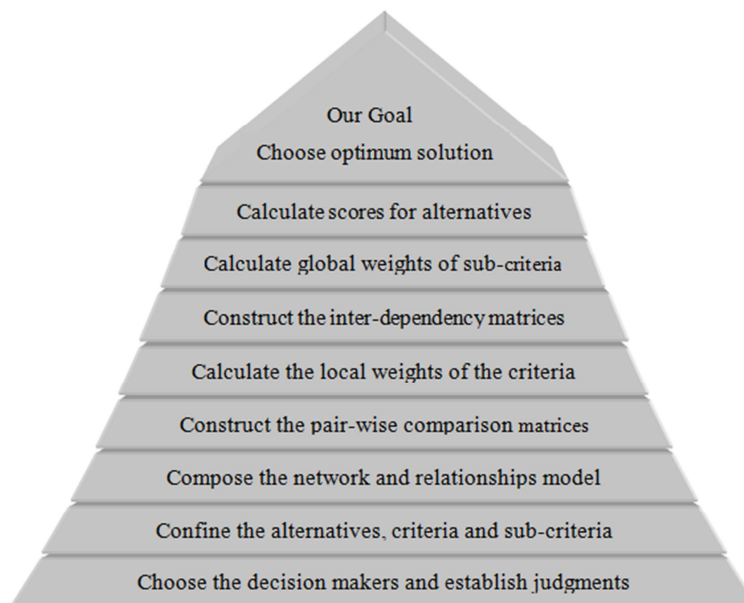 Our Goal
Choose optimum solution
Calculate scores for alternatives
Calculate global weights of sub-criteria
Construct the inter-dependency matrices
Calculate the local weights of the criteria
Construct the pair-wise comparison matrices
Compose the network and relationships model
Confine the alternatives, criteria and sub-criteria
Choose the decision makers and establish judgments